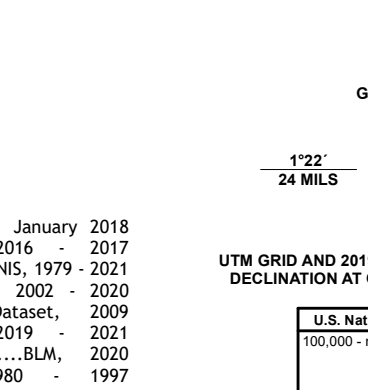 G
1°22´
24 MILS
January 2018
2016 - 2017
NIS, 1979 - 2021
2002 - 2020
Dataset, 2009
2019 - 2021
....BLM, 2020
980 - 1997
UTM GRID AND 2019
DECLINATION AT
U.S. Nat
100,000 -